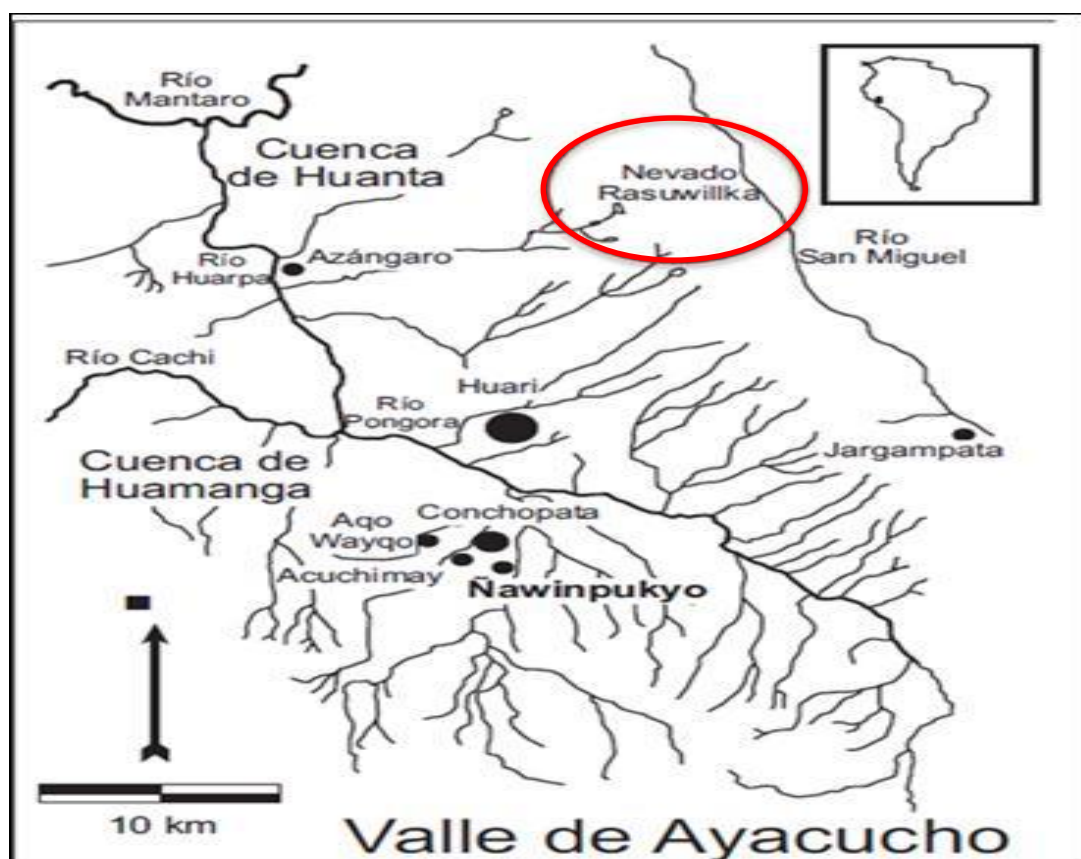 Río
Mantaro
Cuenca
de Huanta
Nevado
Rasuwillka
Río
San Miguel
Río
Huarpa
Azángaro
Río Cachi
Huari
Río
Pongora
Jargampata
Cuenca de
Huamanga
Conchopata
Aqo
Wayqo
Acuchimay
Ñawinpukyo
10 km
Valle de Ayacucho